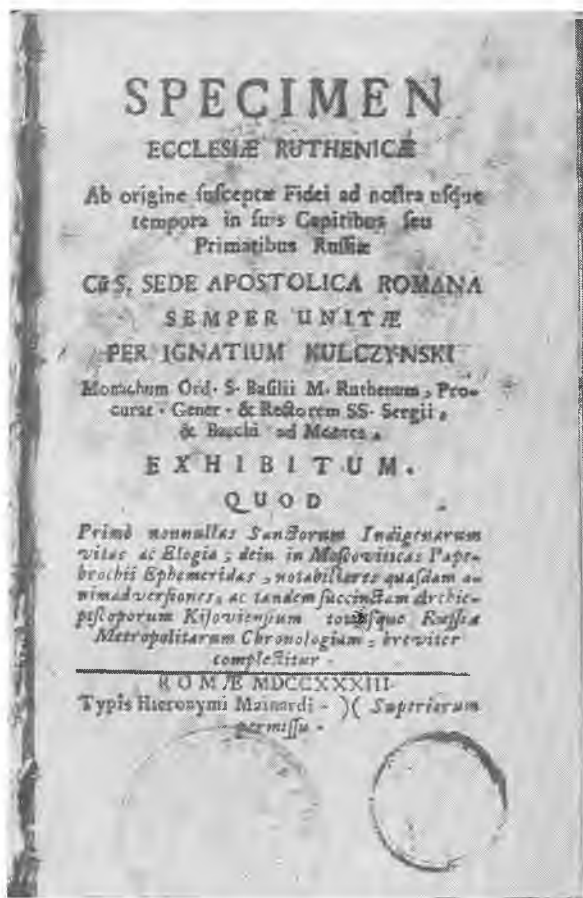 SPECIMEN
ECCLESIÆ RUTHENICÆ
Ab origine susceptæ Fidei ad nostra usque
tempora in suis Capitibus seu
Primatibus Russiæ
Cũ S. SEDE APOSTOLICA ROMANA
SEMPER UNITÆ
PER IGNATIUM KULCZYNSKI
Monachum Ord. S. Basilii M. Ruthenum, Pro-
curat. Gener. & Rectorem SS. Sergii,
& Bacchi ad Montes,
EXHIBITUM.
QUOD
Primò nonnullas Sanctorum Indigenarum
vitas ac Elogia; dein in Moscoviticas Pape-
brochii Ephemeridas, notabiliores quasdam a-
nimadversiones, ac tandem succinctam Archie-
piscoporum Kijoviensium totiusque Russiæ
Metropolitarum Chronologiam, breviter
complectitur.
ROMÆ MDCCXXXIII.
Typis Hieronymi Mainardi - )( Superiorum
permissu.